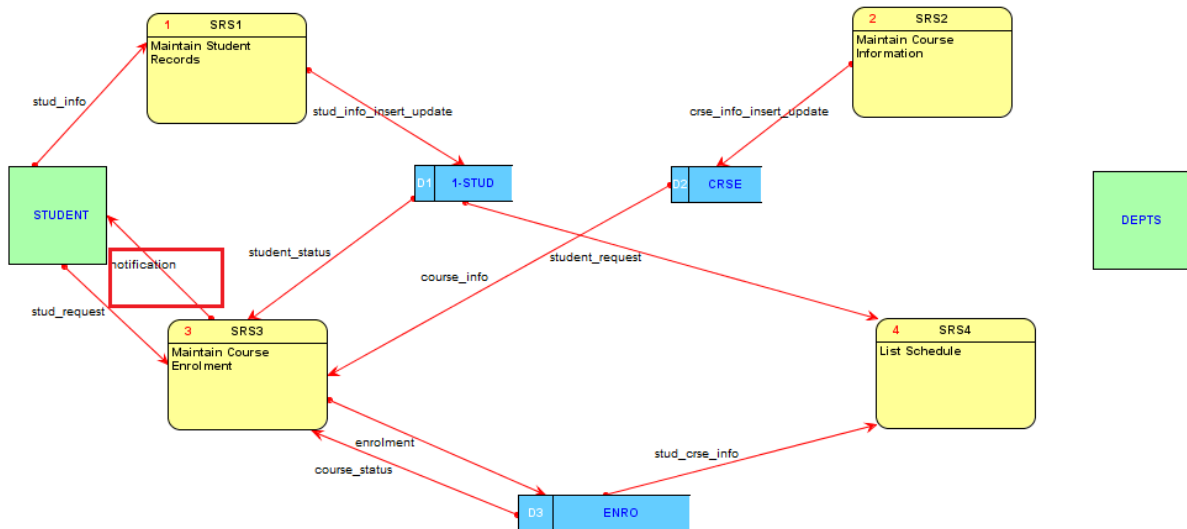 1 SRS1
Maintain Student
Records
2 SRS2
Maintain Course
Information
stud_info
stud_info_insert_update
crse_info_insert_update
D1 1-STUD
D2 CRSE
STUDENT
DEPTS
student_status
course_info
student_request
notification
stud_request
3 SRS3
Maintain Course
Enrolment
4 SRS4
List Schedule
enrolment
course_status
stud_crse_info
D3 ENRO